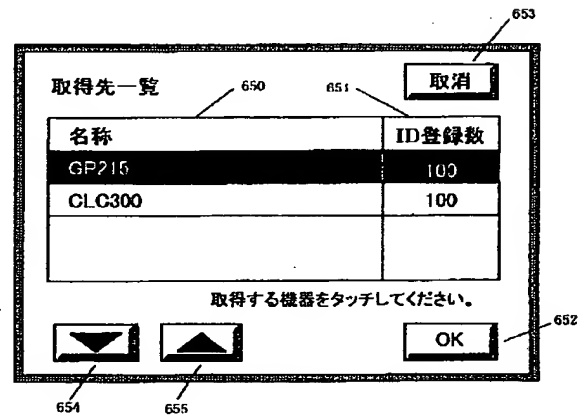 653
取得先一覧 650 651 取消
名称 ID登録数
GP215 100
CLC300 100
取得する機器をタッチしてください。
OK 652
654 655